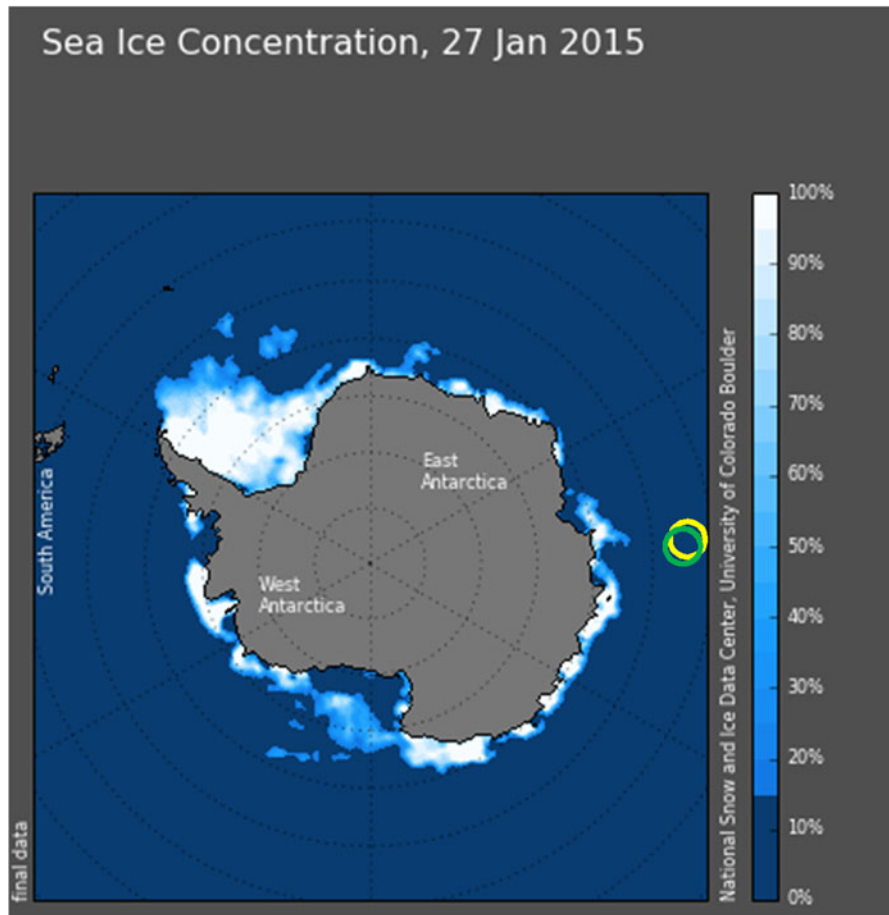 Sea Ice Concentration, 27 Jan 2015
100%
90%
80%
70%
60%
50%
40%
30%
20%
10%
0%
East
Antarctica
West
Antarctica
South America
National Snow and Ice Data Center, University of Colorado Boulder
final data